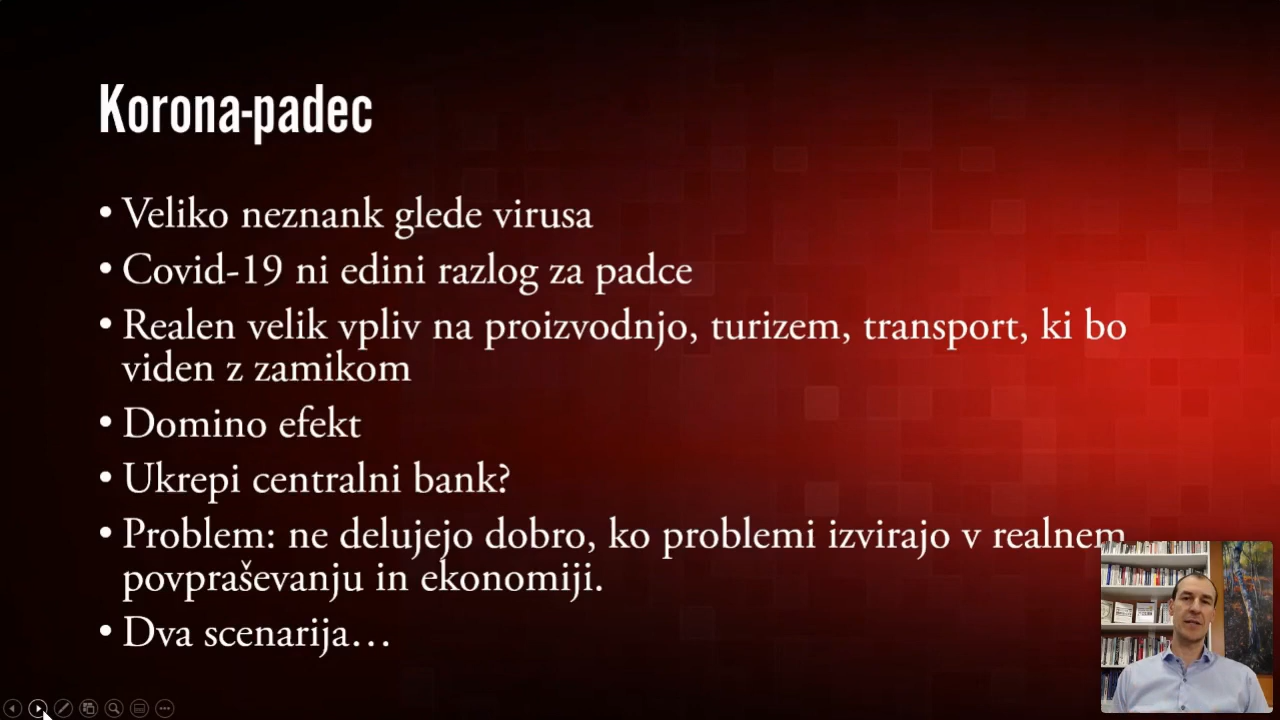 Korona-padec
• Veliko neznank glede virusa
• Covid-19 ni edini razlog za padce
• Realen velik vpliv na proizvodnjo, turizem, transport, ki bo
viden z zamikom
• Domino efekt
• Ukrepi centralni bank?
• Problem: ne delujejo dobro, ko problemi izvirajo v realnem
povpraševanju in ekonomiji.
• Dva scenarija…